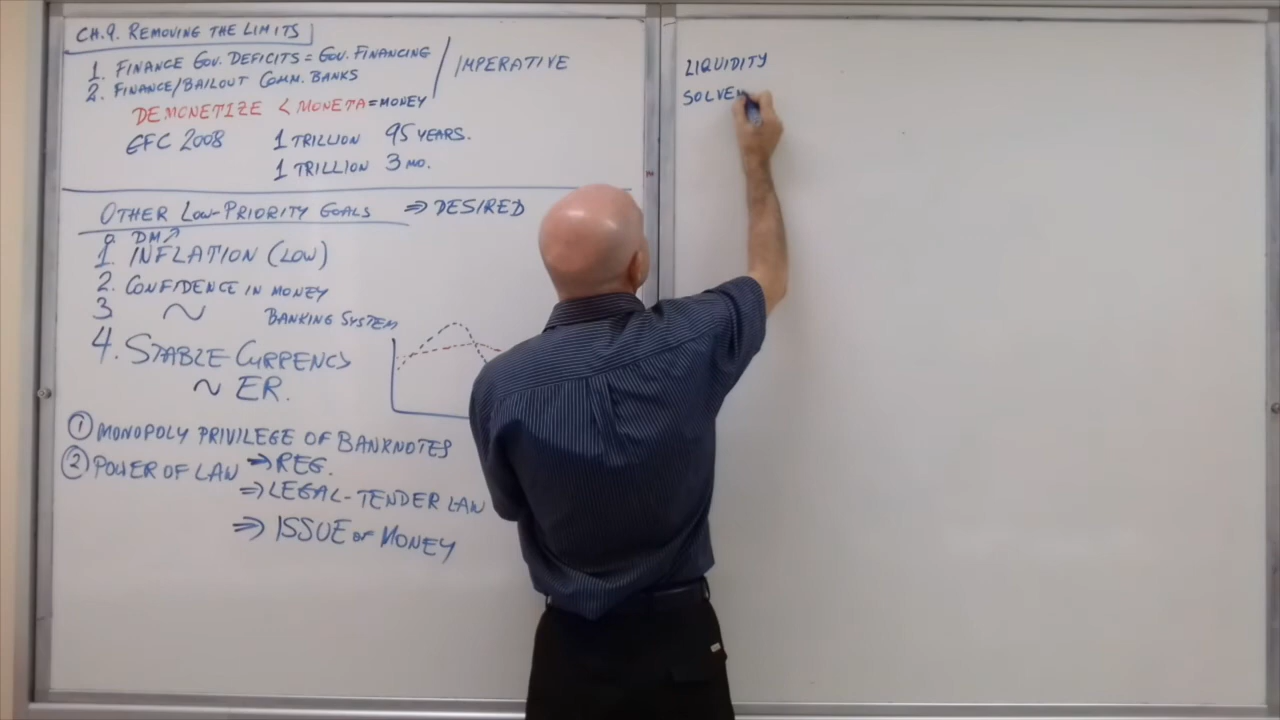 CH.9. REMOVING THE LIMITS
1. FINANCE GOV. DEFICITS = GOV. FINANCING
2. FINANCE/BAILOUT COMM. BANKS
IMPERATIVE
DEMONETIZE < MONETA = MONEY
GFC 2008 1 TRILLION 95 YEARS.
1 TRILLION 3 MO.
OTHER LOW-PRIORITY GOALS ⇒ DESIRED
0. DM↗
1. INFLATION (LOW)
2. CONFIDENCE IN MONEY
3 ~ BANKING SYSTEM
4. STABLE CURRENCY
~ ER.
① MONOPOLY PRIVILEGE OF BANKNOTES
② POWER OF LAW ⇒ REG.
⇒ LEGAL-TENDER LAW
⇒ ISSUE OF MONEY
LIQUIDITY
SOLVEN